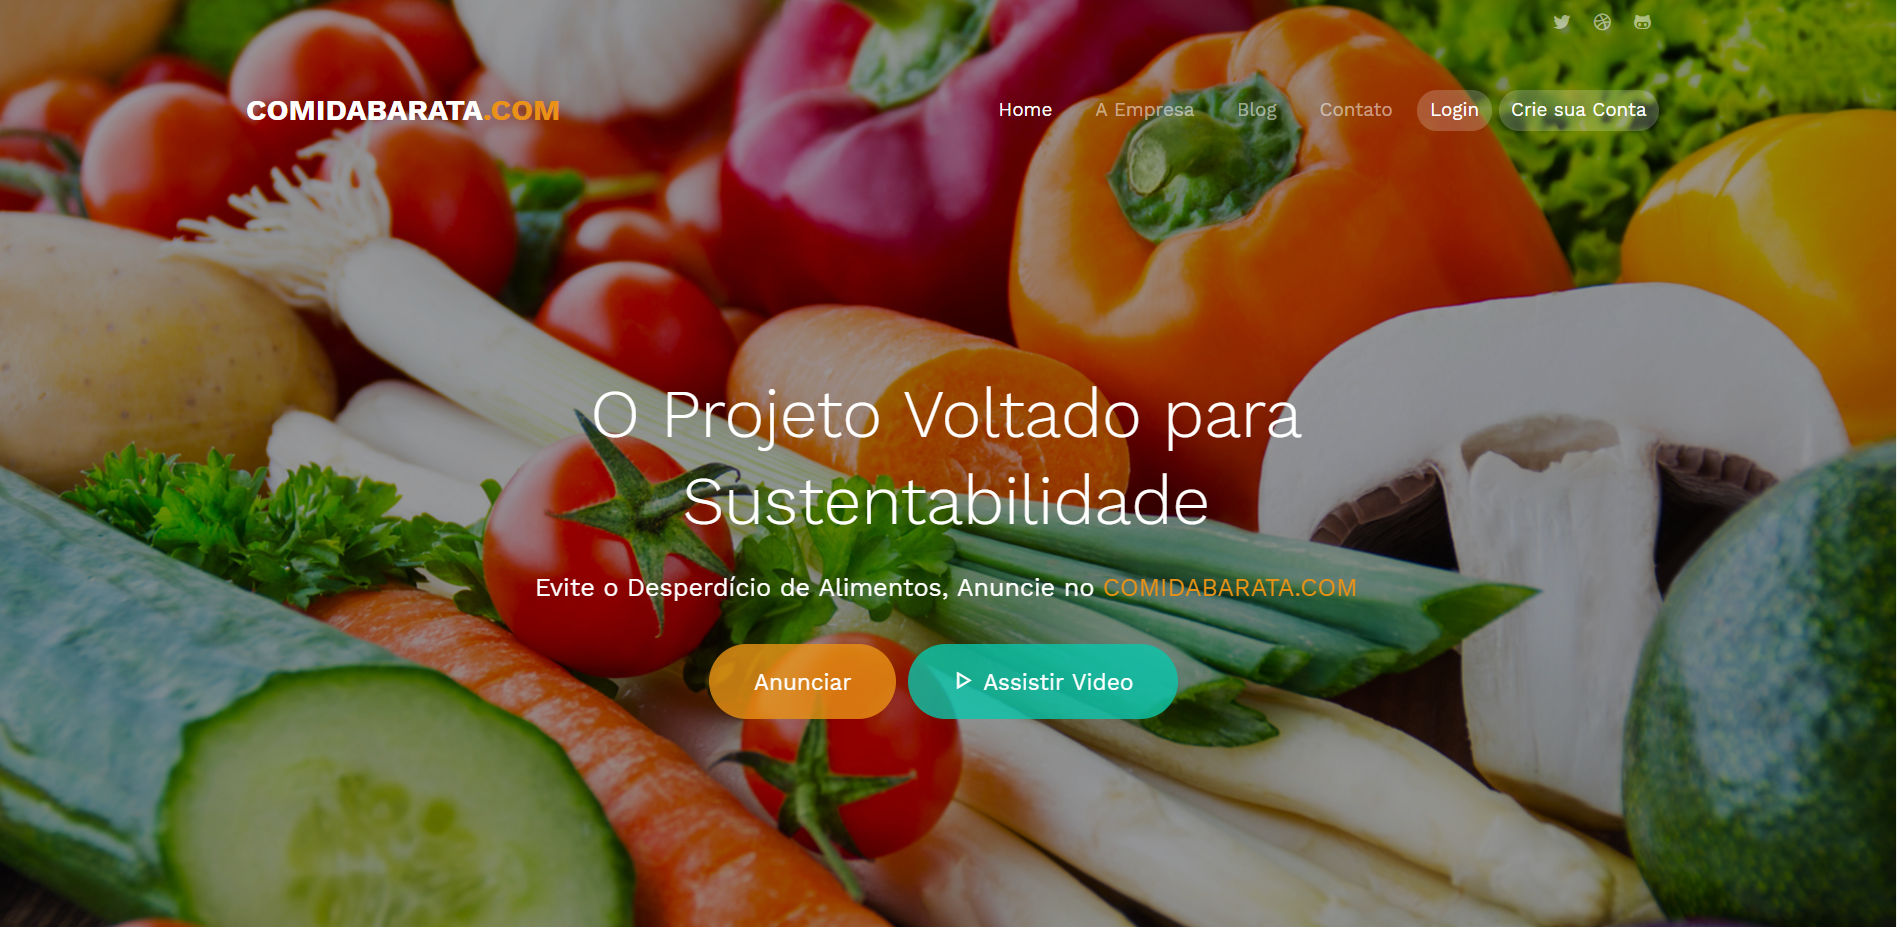 COMIDABARATA.COM
Home A Empresa Blog Contato Login Crie sua Conta
O Projeto Voltado para
Sustentabilidade
Evite o Desperdício de Alimentos, Anuncie no COMIDABARATA.COM
Anunciar Assistir Video